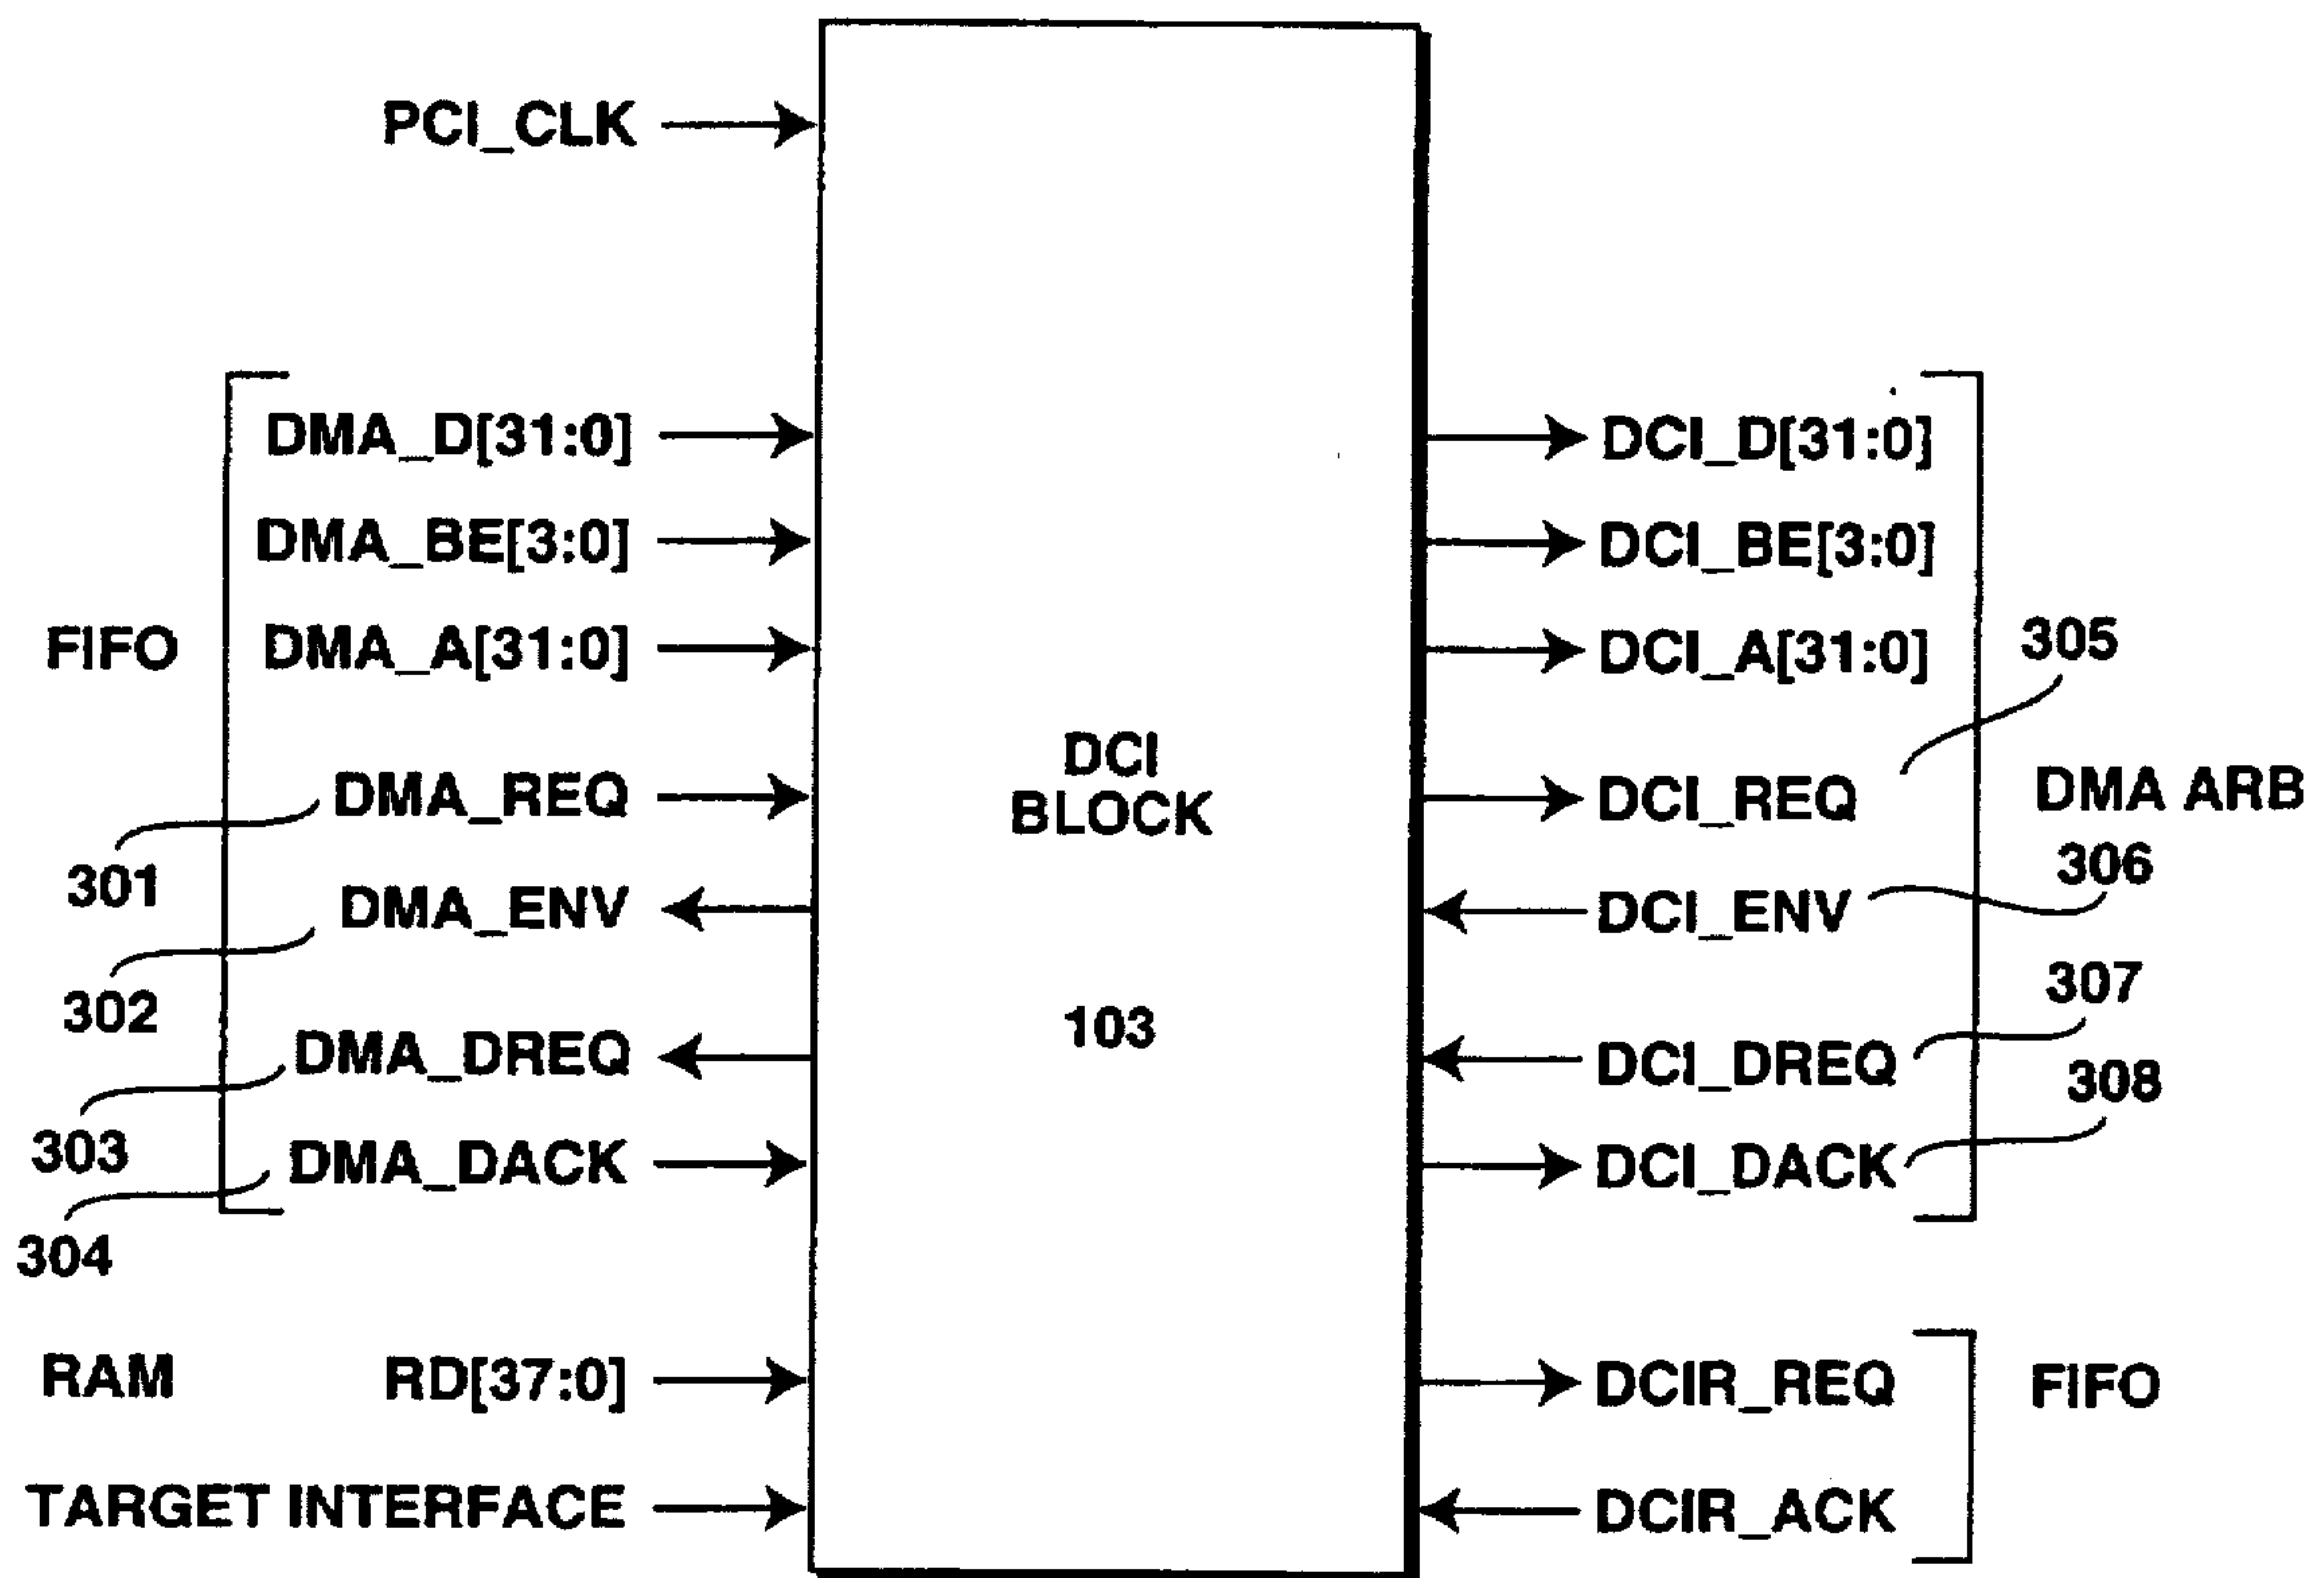 PCI_CLK
DMA_D[31:0]
DCI_D[31:0]
DMA_BE[3:0]
DCI_BE[3:0]
FIFO
DMA_A[31:0]
DCI_A[31:0]
305
DCI
BLOCK
DMA_REQ
DCI_REQ
DMA ARB
301
306
DMA_ENV
DCI_ENV
302
103
307
DMA_DREQ
DCI_DREQ
308
303
DMA_DACK
DCI_DACK
304
RAM
RD[37:0]
DCIR_REQ
FIFO
TARGET INTERFACE
DCIR_ACK